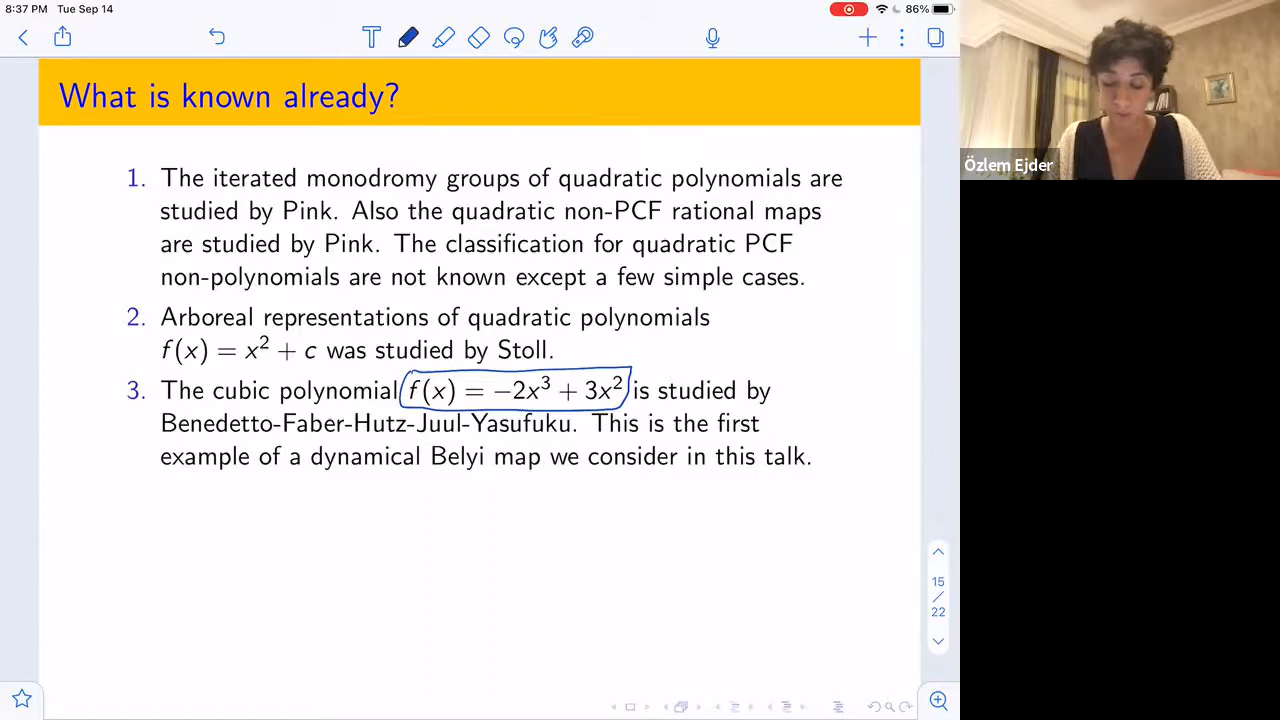 8:37 PM Tue Sep 14
86%
What is known already?
1. The iterated monodromy groups of quadratic polynomials are
studied by Pink. Also the quadratic non-PCF rational maps
are studied by Pink. The classification for quadratic PCF
non-polynomials are not known except a few simple cases.
2. Arboreal representations of quadratic polynomials
f(x) = x² + c was studied by Stoll.
3. The cubic polynomial f(x) = −2x³ + 3x² is studied by
Benedetto-Faber-Hutz-Juul-Yasufuku. This is the first
example of a dynamical Belyi map we consider in this talk.
15
/
22
Özlem Ejder